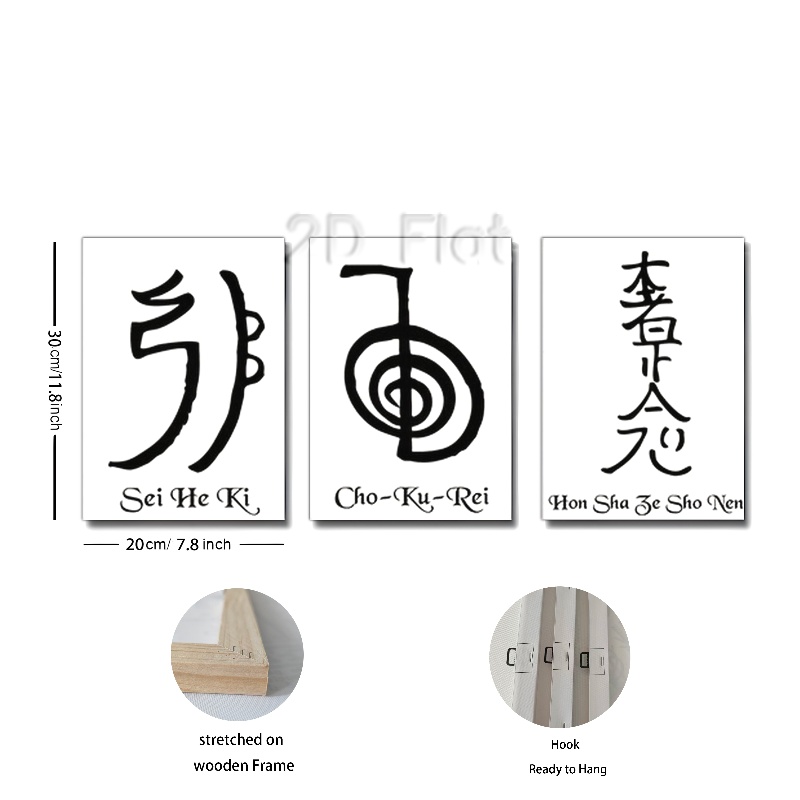 2D Flat
30cm/11.8inch
Sei He Ki
Cho-Ku-Rei
Hon Sha Ze Sho Nen
20cm/ 7.8 inch
stretched on
wooden Frame
Hook
Ready to Hang